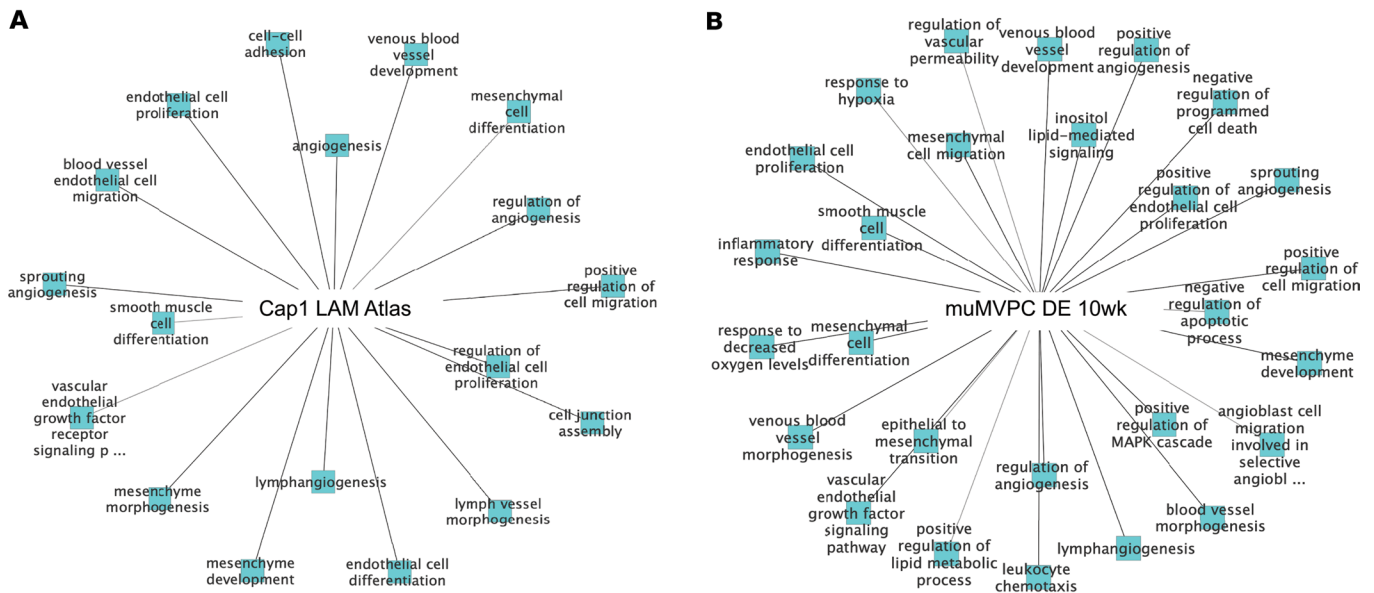 A
cell-cell
adhesion
venous blood
vessel
development
endothelial cell
proliferation
mesenchymal
cell
differentiation
angiogenesis
blood vessel
endothelial cell
migration
regulation of
angiogenesis
sprouting
angiogenesis
positive
regulation of
cell migration
smooth muscle
cell
differentiation
Cap1 LAM Atlas
regulation of
endothelial cell
proliferation
vascular
endothelial
growth factor
receptor
signaling p ...
cell junction
assembly
mesenchyme
morphogenesis
lymphangiogenesis
lymph vessel
morphogenesis
mesenchyme
development
endothelial cell
differentiation
B
regulation of
vascular
permeability
venous blood
vessel
development
positive
regulation of
angiogenesis
response to
hypoxia
negative
regulation of
programmed
cell death
mesenchymal
cell migration
inositol
lipid-mediated
signaling
endothelial cell
proliferation
positive
regulation of
endothelial cell
proliferation
sprouting
angiogenesis
smooth muscle
cell
differentiation
inflammatory
response
positive
regulation of
cell migration
negative
regulation of
apoptotic
process
muMVPC DE 10wk
response to
decreased
oxygen levels
mesenchymal
cell
differentiation
mesenchyme
development
venous blood
vessel
morphogenesis
epithelial to
mesenchymal
transition
positive
regulation of
MAPK cascade
angioblast cell
migration
involved in
selective
angiobl ...
regulation of
angiogenesis
vascular
endothelial
growth factor
signaling
pathway
blood vessel
morphogenesis
positive
regulation of
lipid metabolic
process
lymphangiogenesis
leukocyte
chemotaxis